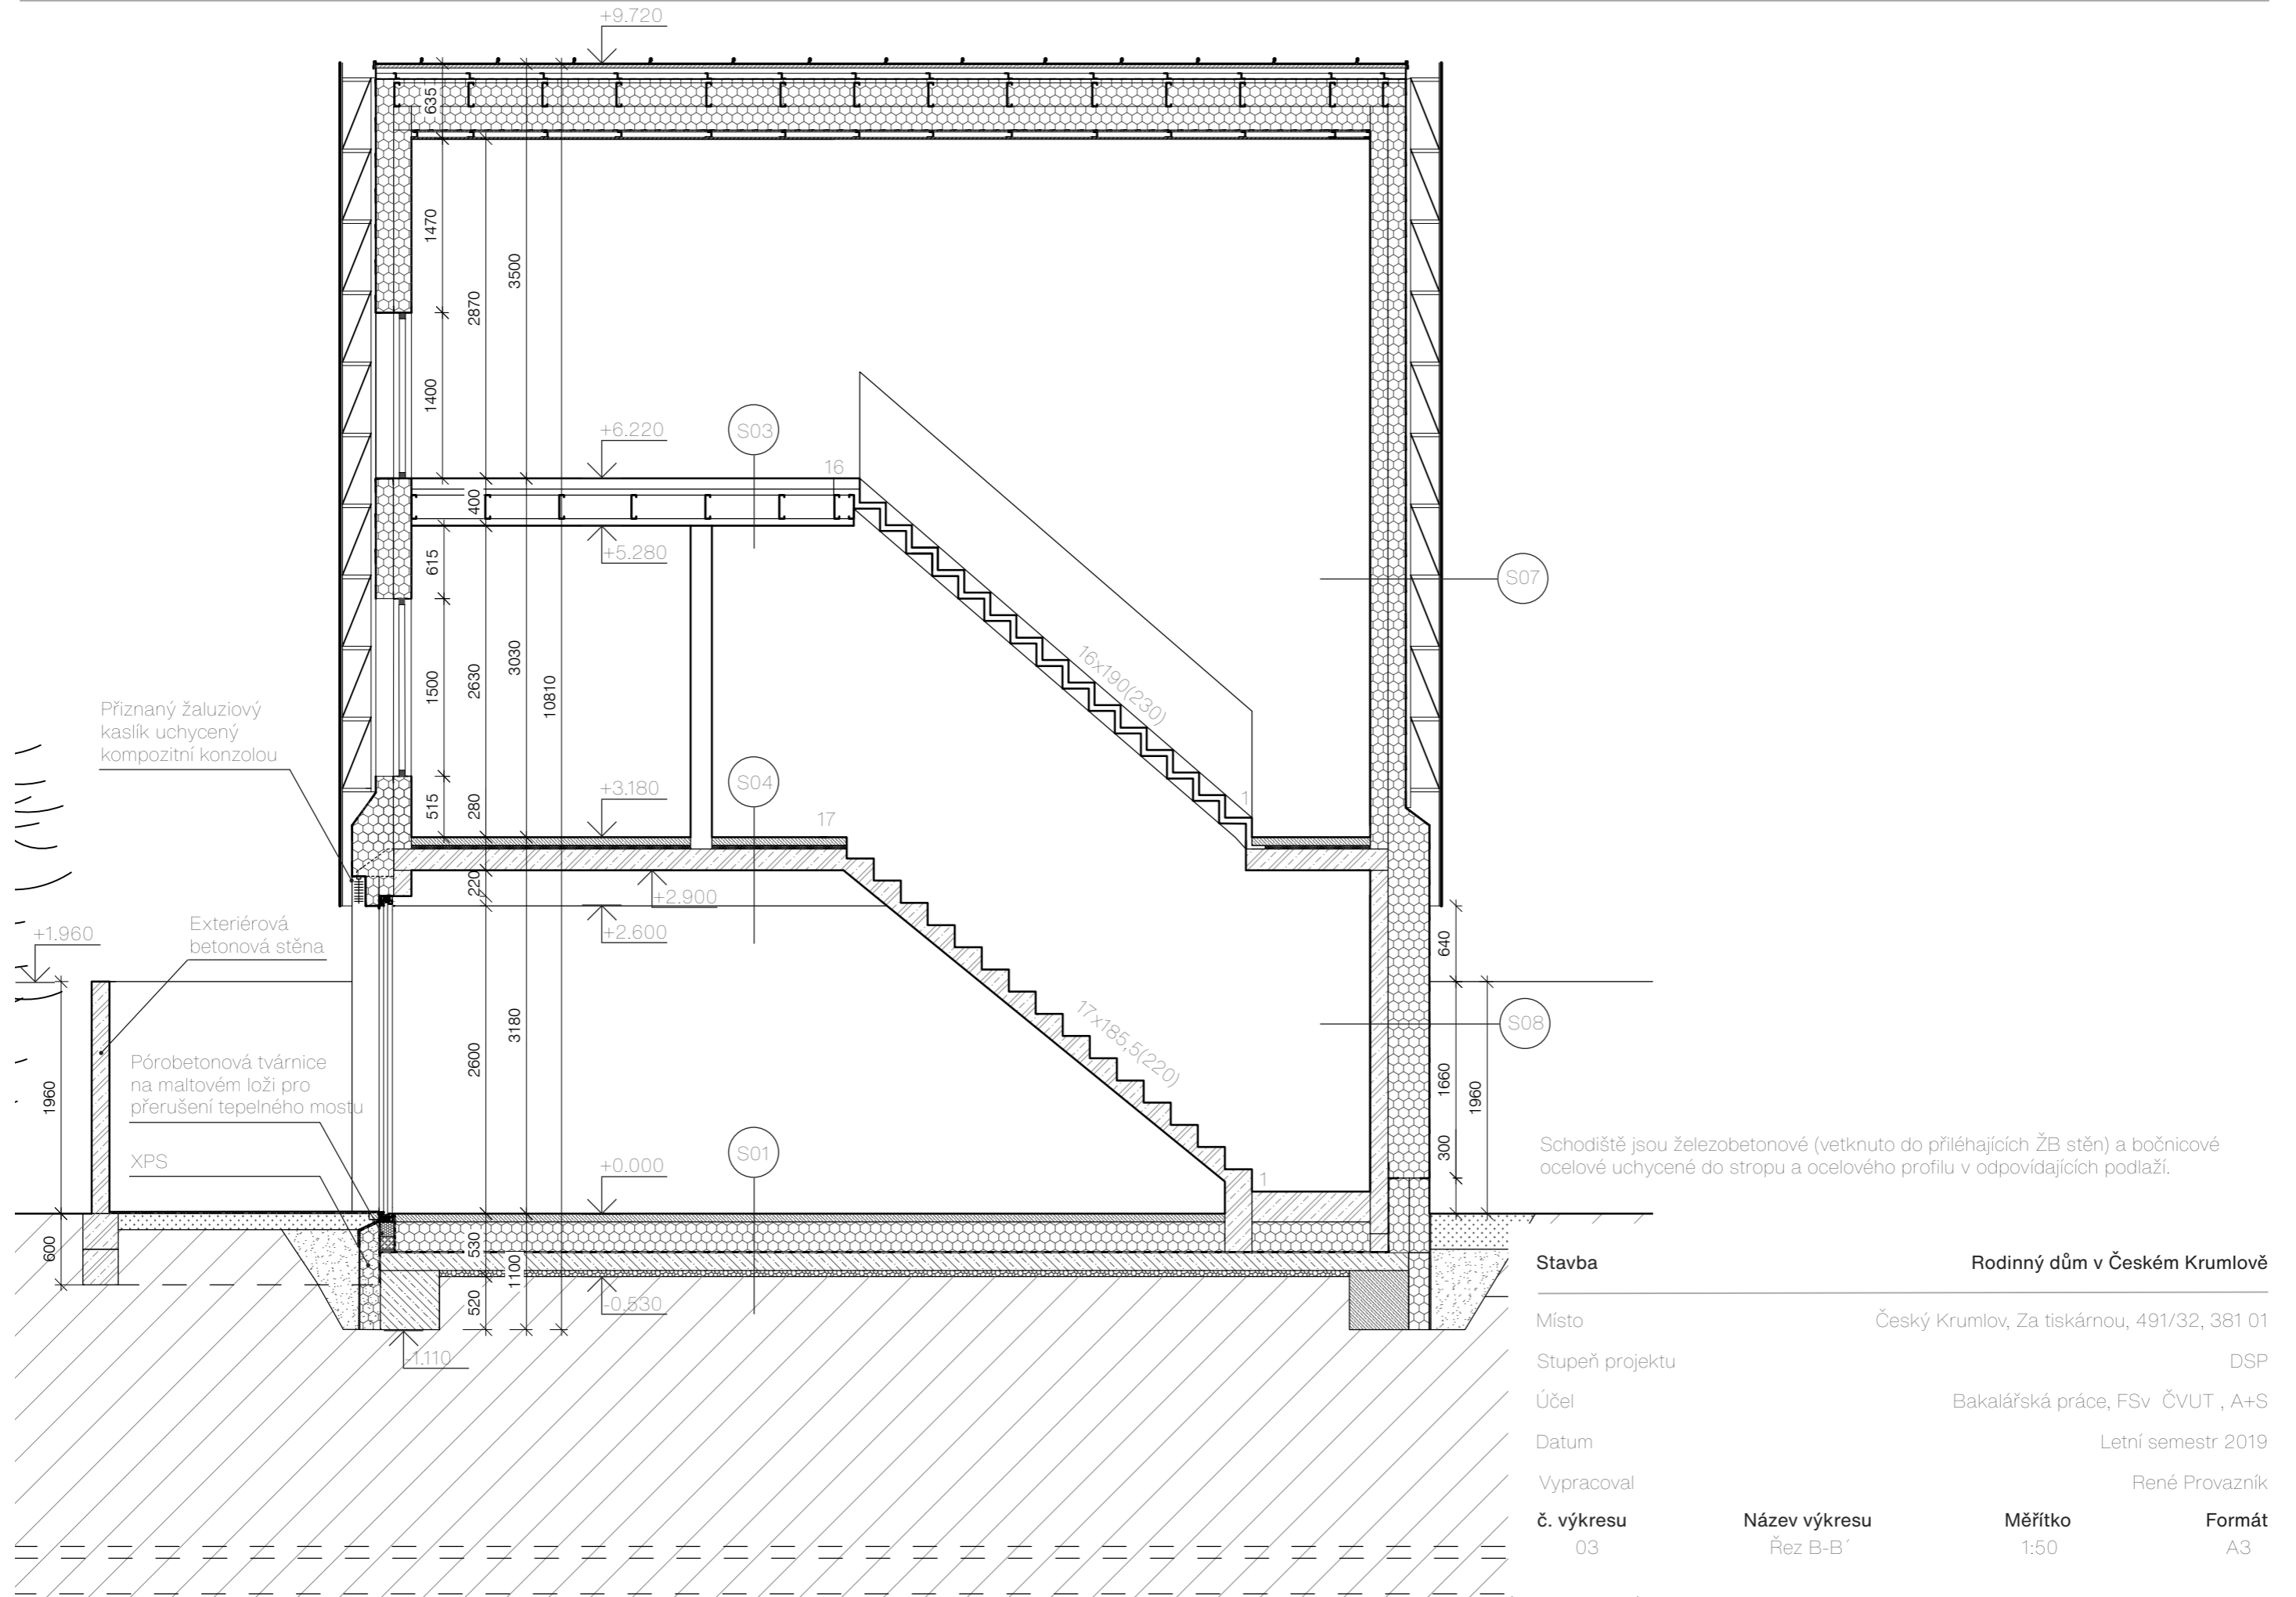 +9.720
635
1470
3500
2870
1400
+6.220
S03
16
400
+5.280
615
S07
3030
1500
2630
10810
16x190(230)
Přiznaný žaluziový
kaslík uchycený
kompozitní konzolou
+3.180
S04
515
280
17
1
220
+2.900
+2.600
Exteriérová
betonová stěna
+1.960
640
3180
2600
17x185,5(220)
S08
Pórobetonová tvárnice
na maltovém loži pro
přerušení tepelného mostu
1960
1660
1960
XPS
+0.000
S01
1
300
Schodiště jsou železobetonové (vetknuto do přiléhajících ŽB stěn) a bočnicové
ocelové uchycené do stropu a ocelového profilu v odpovídajících podlaží.
600
530
1100
520
-0.530
-1.110
Stavba Rodinný dům v Českém Krumlově
Místo Český Krumlov, Za tiskárnou, 491/32, 381 01
Stupeň projektu DSP
Účel Bakalářská práce, FSv ČVUT , A+S
Datum Letní semestr 2019
Vypracoval René Provazník
č. výkresu Název výkresu Měřítko Formát
03 Řez B-B´ 1:50 A3